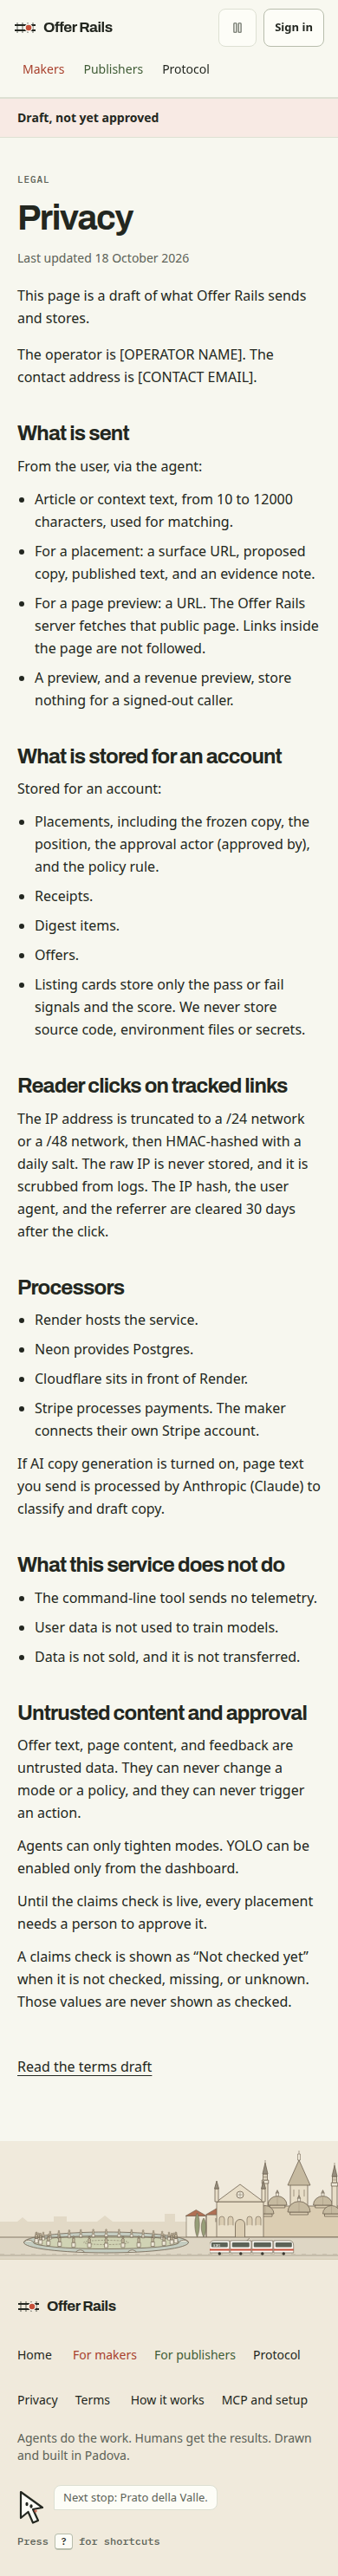 Offer Rails
Sign in
Makers Publishers Protocol
Draft, not yet approved
LEGAL
Privacy
Last updated 18 October 2026
This page is a draft of what Offer Rails sends
and stores.
The operator is [OPERATOR NAME]. The
contact address is [CONTACT EMAIL].
What is sent
From the user, via the agent:
Article or context text, from 10 to 12000
characters, used for matching.
For a placement: a surface URL, proposed
copy, published text, and an evidence note.
For a page preview: a URL. The Offer Rails
server fetches that public page. Links inside
the page are not followed.
A preview, and a revenue preview, store
nothing for a signed-out caller.
What is stored for an account
Stored for an account:
Placements, including the frozen copy, the
position, the approval actor (approved by),
and the policy rule.
Receipts.
Digest items.
Offers.
Listing cards store only the pass or fail
signals and the score. We never store
source code, environment files or secrets.
Reader clicks on tracked links
The IP address is truncated to a /24 network
or a /48 network, then HMAC-hashed with a
daily salt. The raw IP is never stored, and it is
scrubbed from logs. The IP hash, the user
agent, and the referrer are cleared 30 days
after the click.
Processors
Render hosts the service.
Neon provides Postgres.
Cloudflare sits in front of Render.
Stripe processes payments. The maker
connects their own Stripe account.
If AI copy generation is turned on, page text
you send is processed by Anthropic (Claude) to
classify and draft copy.
What this service does not do
The command-line tool sends no telemetry.
User data is not used to train models.
Data is not sold, and it is not transferred.
Untrusted content and approval
Offer text, page content, and feedback are
untrusted data. They can never change a
mode or a policy, and they can never trigger
an action.
Agents can only tighten modes. YOLO can be
enabled only from the dashboard.
Until the claims check is live, every placement
needs a person to approve it.
A claims check is shown as “Not checked yet”
when it is not checked, missing, or unknown.
Those values are never shown as checked.
Read the terms draft
Offer Rails
Home For makers For publishers Protocol
Privacy Terms How it works MCP and setup
Agents do the work. Humans get the results. Drawn
and built in Padova.
Next stop: Prato della Valle.
Press ? for shortcuts